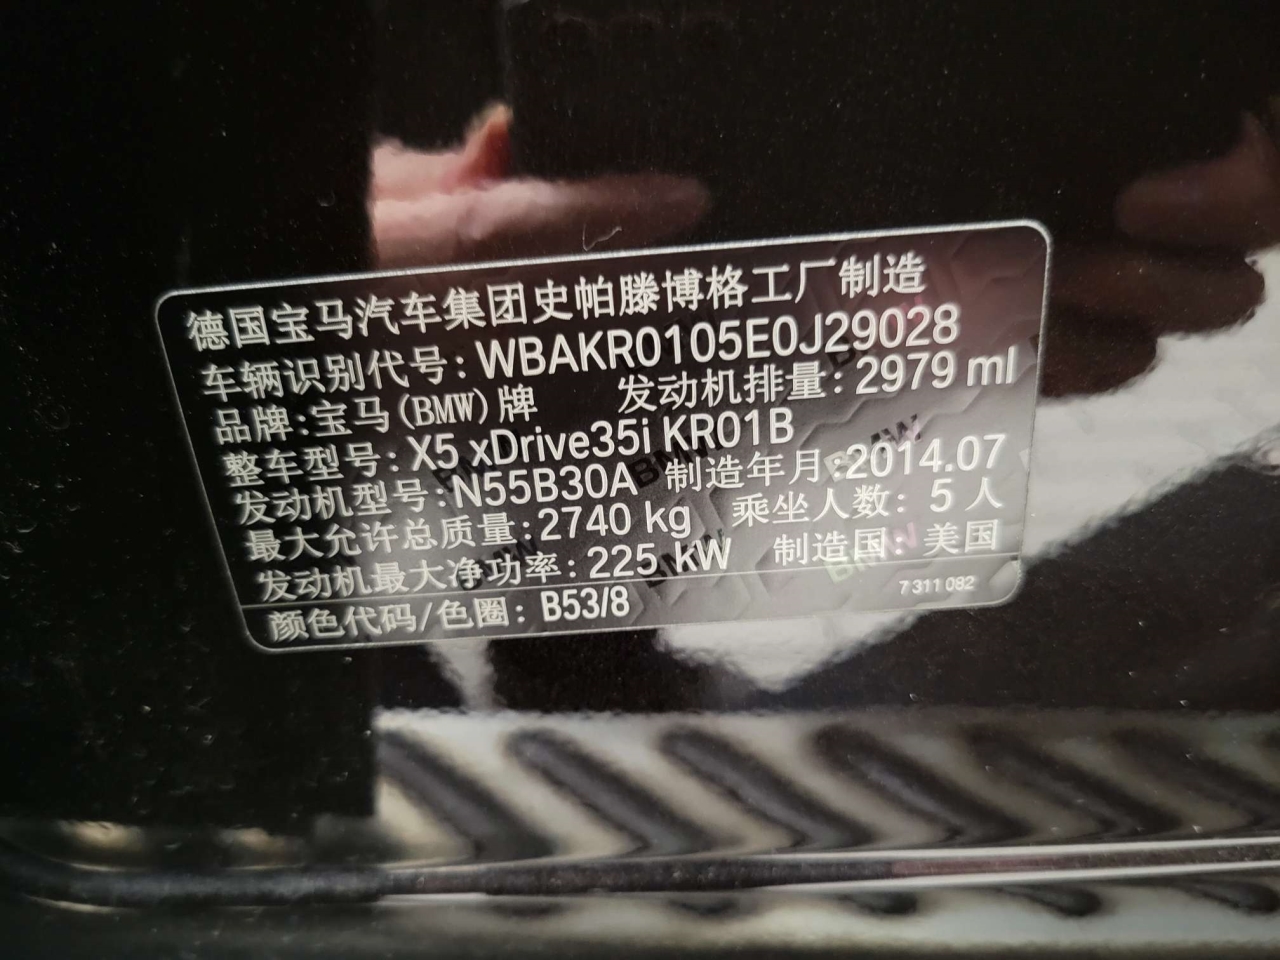 德国宝马汽车集团史帕滕博格工厂制造
车辆识别代号: WBAKR0105E0J29028
品牌: 宝马(BMW)牌 发动机排量: 2979 ml
整车型号: X5 xDrive35i KR01B
发动机型号: N55B30A 制造年月: 2014.07
最大允许总质量: 2740 kg 乘坐人数: 5 人
发动机最大净功率: 225 kW 制造国: 美国
颜色代码/色圈: B53/8 7 311 082